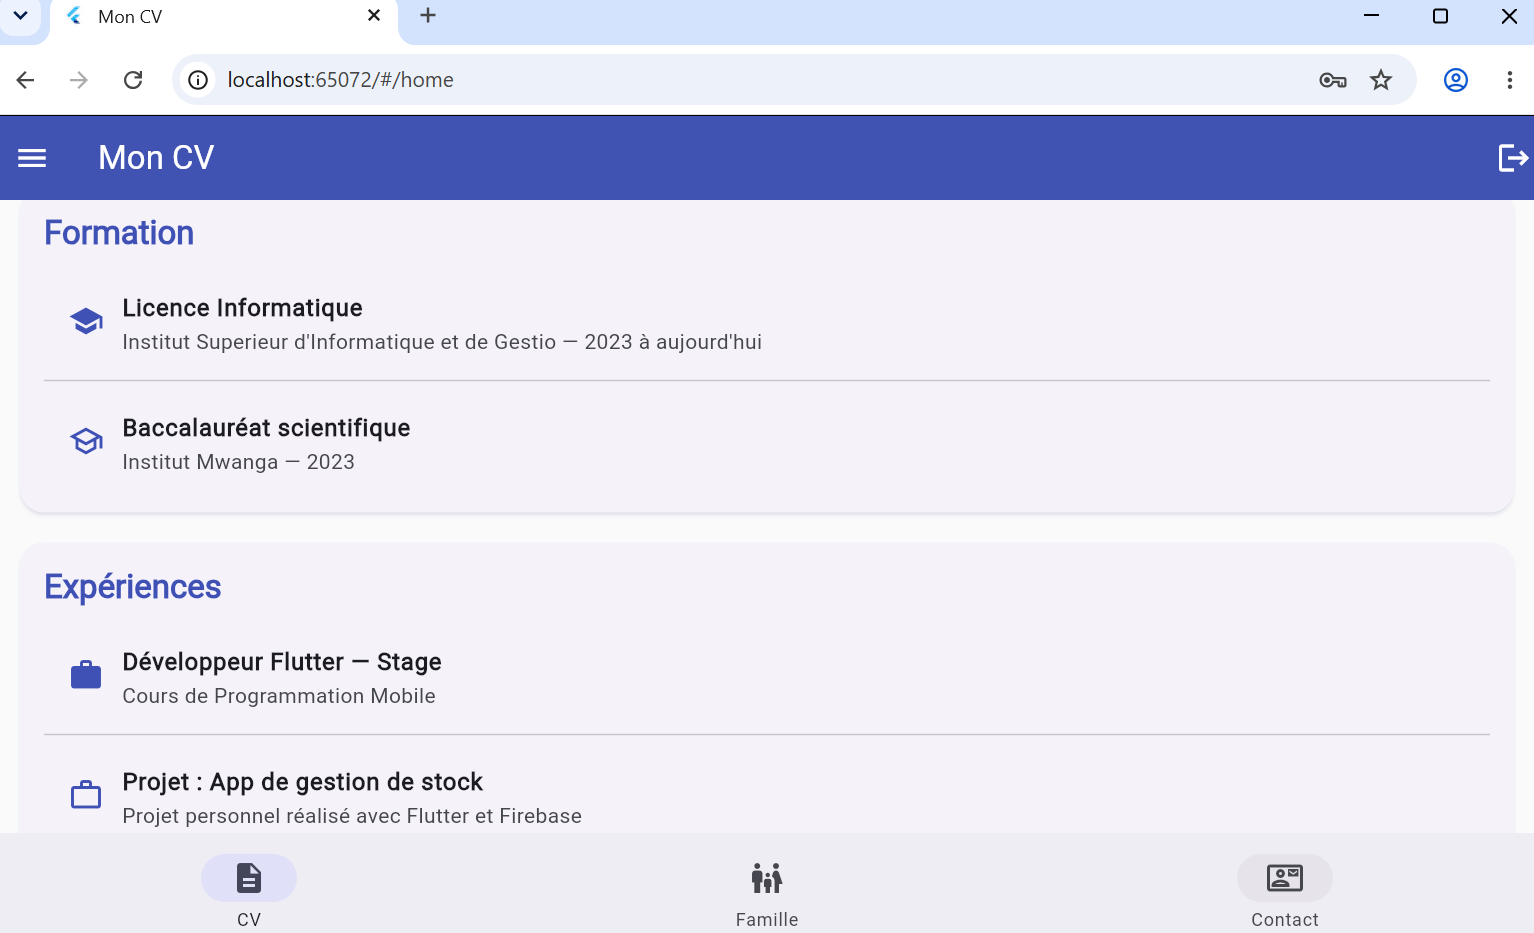 Mon CV
localhost:65072/#/home
Mon CV
Formation
Licence Informatique
Institut Superieur d'Informatique et de Gestio — 2023 à aujourd'hui
Baccalauréat scientifique
Institut Mwanga — 2023
Expériences
Développeur Flutter — Stage
Cours de Programmation Mobile
Projet : App de gestion de stock
Projet personnel réalisé avec Flutter et Firebase
CV
Famille
Contact